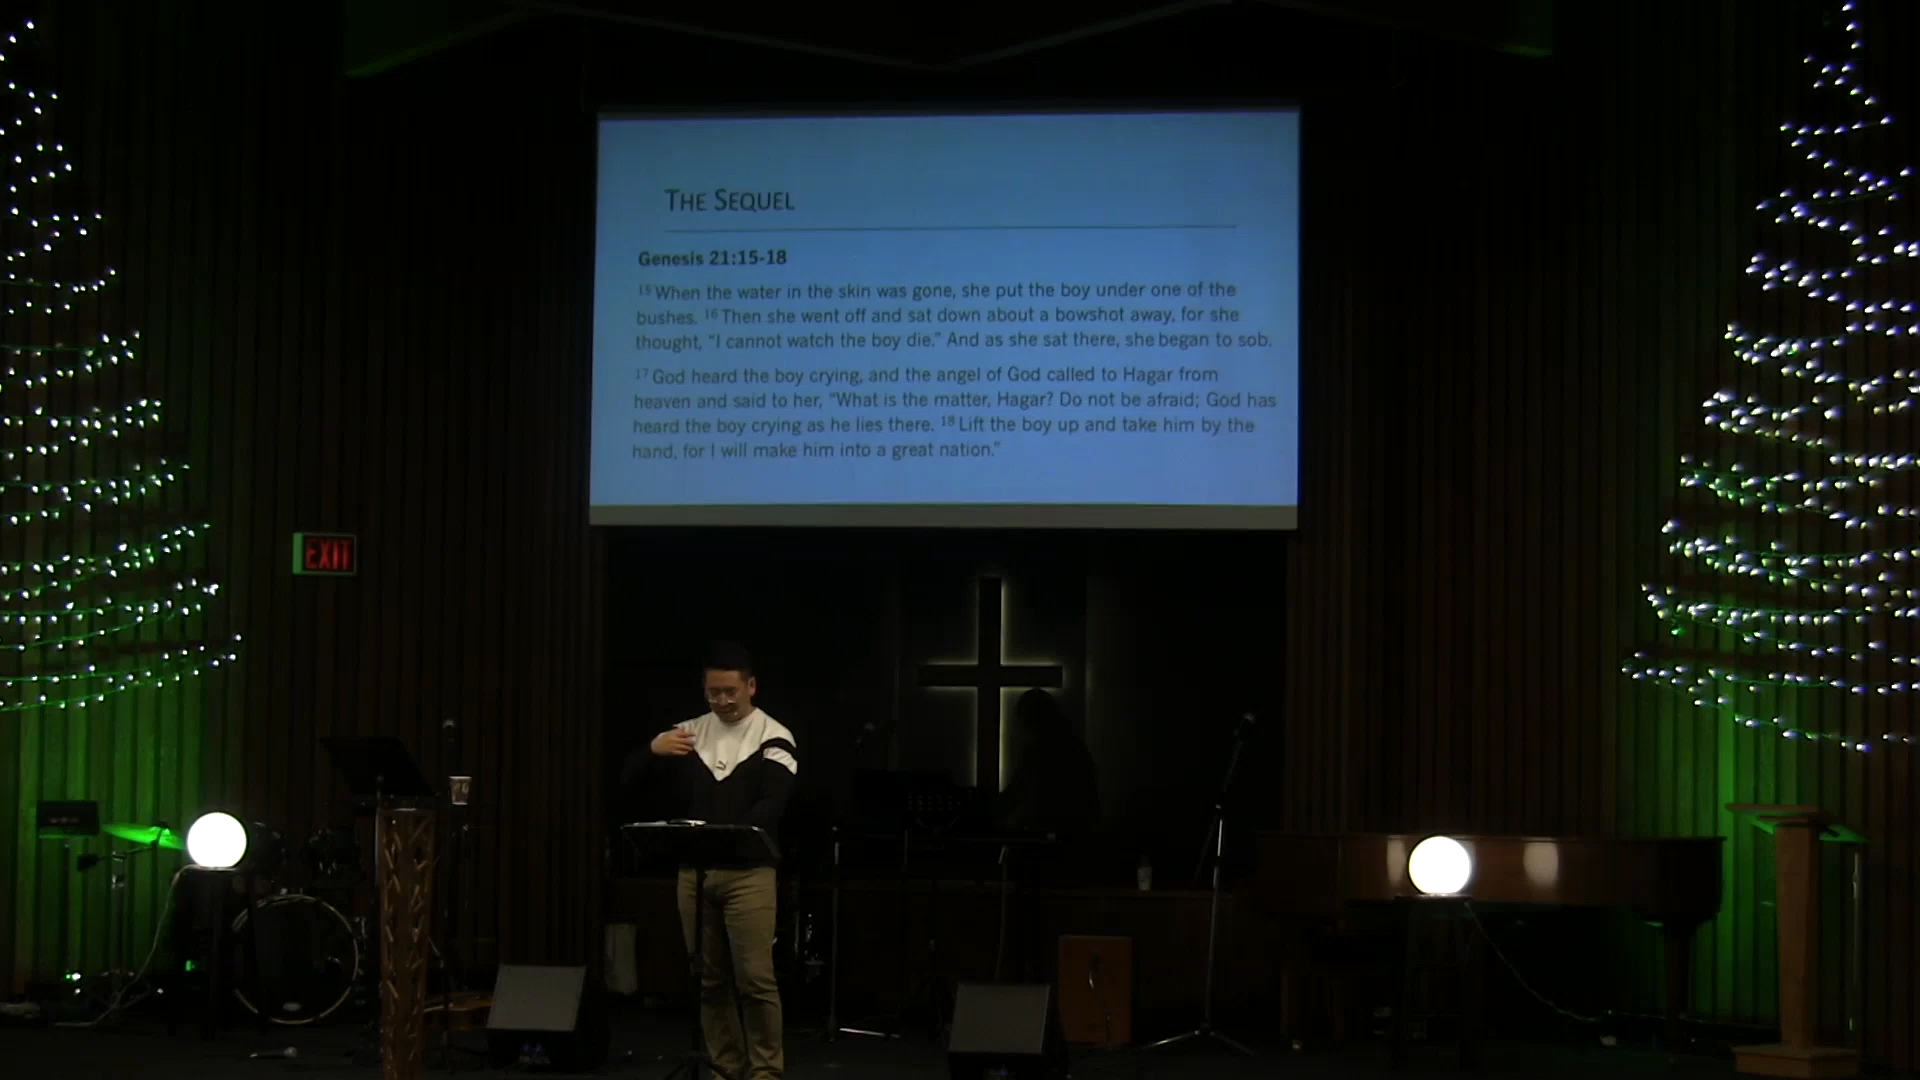 THE SEQUEL
Genesis 21:15-18
15 When the water in the skin was gone, she put the boy under one of the
bushes. 16 Then she went off and sat down about a bowshot away, for she
thought, “I cannot watch the boy die.” And as she sat there, she began to sob.
17 God heard the boy crying, and the angel of God called to Hagar from
heaven and said to her, “What is the matter, Hagar? Do not be afraid; God has
heard the boy crying as he lies there. 18 Lift the boy up and take him by the
hand, for I will make him into a great nation.”
EXIT